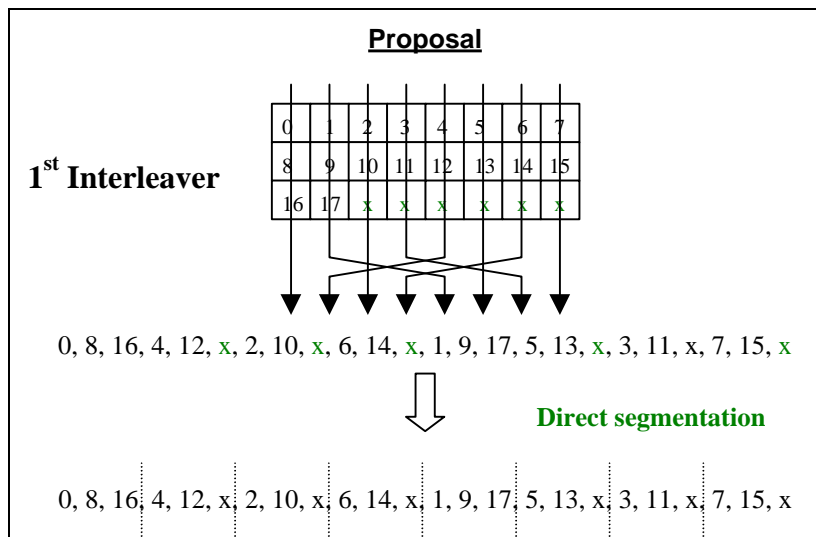 Proposal
0 1 2 3 4 5 6 7
8 9 10 11 12 13 14 15
16 17 x x x x x x
1st Interleaver
0, 8, 16, 4, 12, x, 2, 10, x, 6, 14, x, 1, 9, 17, 5, 13, x, 3, 11, x, 7, 15, x
Direct segmentation
0, 8, 16, 4, 12, x, 2, 10, x, 6, 14, x, 1, 9, 17, 5, 13, x, 3, 11, x, 7, 15, x